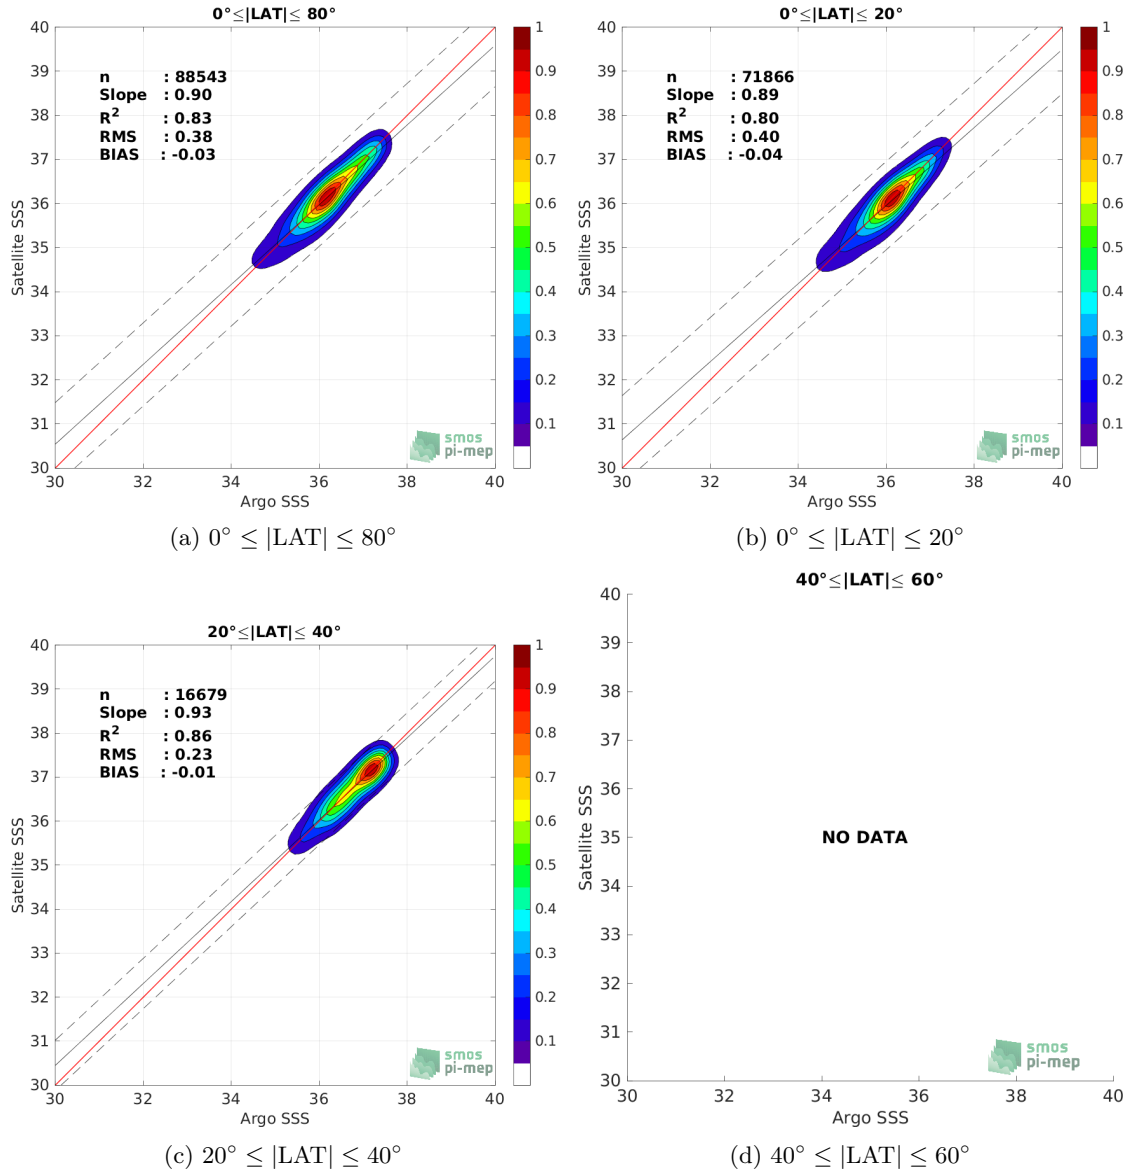 0°≤|LAT|≤ 80°
40
39
38
37
36
35
34
33
32
31
30
Satellite SSS
n : 88543
Slope : 0.90
R2 : 0.83
RMS : 0.38
BIAS : -0.03
smos
pi-mep
30 32 34 36 38 40
Argo SSS
1
0.9
0.8
0.7
0.6
0.5
0.4
0.3
0.2
0.1
(a) 0° ≤ |LAT| ≤ 80°
0°≤|LAT|≤ 20°
40
39
38
37
36
35
34
33
32
31
30
Satellite SSS
n : 71866
Slope : 0.89
R2 : 0.80
RMS : 0.40
BIAS : -0.04
smos
pi-mep
30 32 34 36 38 40
Argo SSS
1
0.9
0.8
0.7
0.6
0.5
0.4
0.3
0.2
0.1
(b) 0° ≤ |LAT| ≤ 20°
20°≤|LAT|≤ 40°
40
39
38
37
36
35
34
33
32
31
30
Satellite SSS
n : 16679
Slope : 0.93
R2 : 0.86
RMS : 0.23
BIAS : -0.01
smos
pi-mep
30 32 34 36 38 40
Argo SSS
1
0.9
0.8
0.7
0.6
0.5
0.4
0.3
0.2
0.1
(c) 20° ≤ |LAT| ≤ 40°
40°≤|LAT|≤ 60°
40
39
38
37
36
35
34
33
32
31
30
Satellite SSS
NO DATA
smos
pi-mep
30 32 34 36 38 40
Argo SSS
(d) 40° ≤ |LAT| ≤ 60°